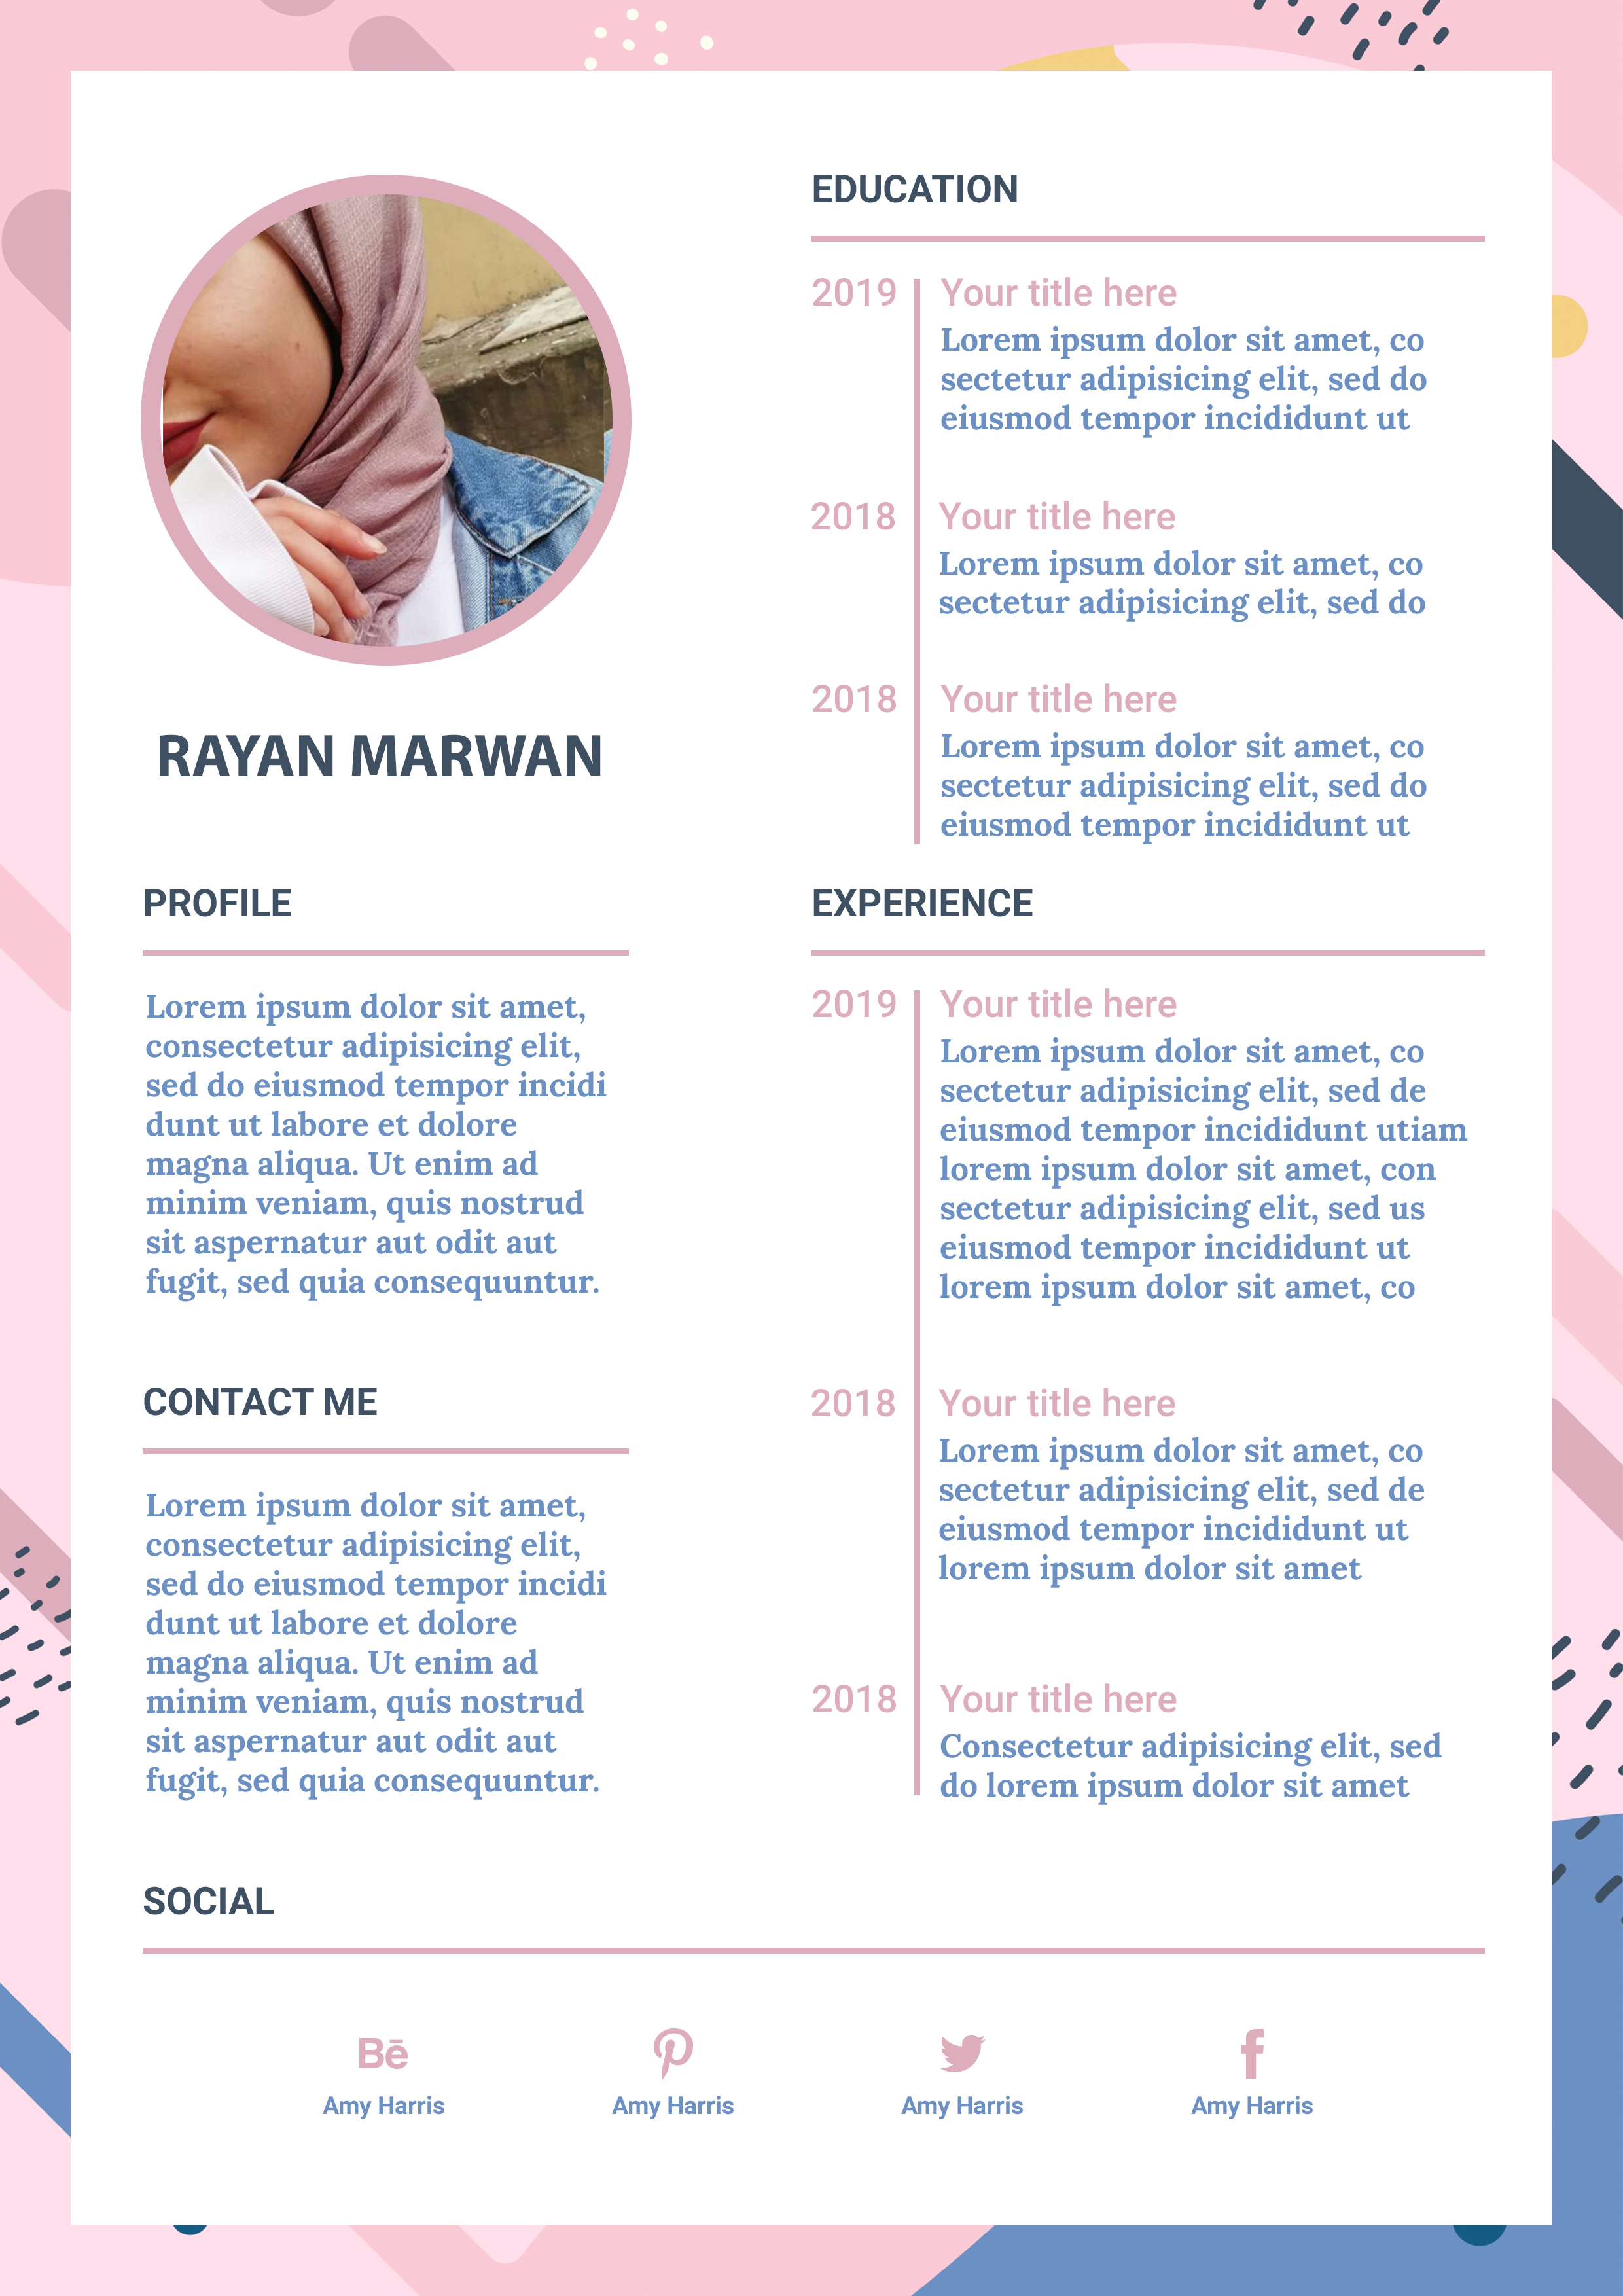 RAYAN MARWAN
PROFILE
Lorem ipsum dolor sit amet,
consectetur adipisicing elit,
sed do eiusmod tempor incidi
dunt ut labore et dolore
magna aliqua. Ut enim ad
minim veniam, quis nostrud
sit aspernatur aut odit aut
fugit, sed quia consequuntur.
CONTACT ME
Lorem ipsum dolor sit amet,
consectetur adipisicing elit,
sed do eiusmod tempor incidi
dunt ut labore et dolore
magna aliqua. Ut enim ad
minim veniam, quis nostrud
sit aspernatur aut odit aut
fugit, sed quia consequuntur.
EDUCATION
2019 Your title here
Lorem ipsum dolor sit amet, co
sectetur adipisicing elit, sed do
eiusmod tempor incididunt ut
2018 Your title here
Lorem ipsum dolor sit amet, co
sectetur adipisicing elit, sed do
2018 Your title here
Lorem ipsum dolor sit amet, co
sectetur adipisicing elit, sed do
eiusmod tempor incididunt ut
EXPERIENCE
2019 Your title here
Lorem ipsum dolor sit amet, co
sectetur adipisicing elit, sed de
eiusmod tempor incididunt utiam
lorem ipsum dolor sit amet, con
sectetur adipisicing elit, sed us
eiusmod tempor incididunt ut
lorem ipsum dolor sit amet, co
2018 Your title here
Lorem ipsum dolor sit amet, co
sectetur adipisicing elit, sed de
eiusmod tempor incididunt ut
lorem ipsum dolor sit amet
2018 Your title here
Consectetur adipisicing elit, sed
do lorem ipsum dolor sit amet
SOCIAL
Bē
Amy Harris Amy Harris Amy Harris Amy Harris